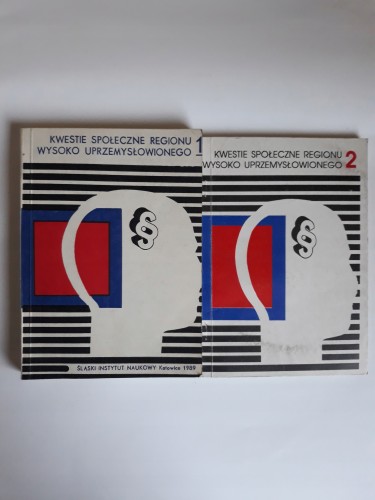 KWESTIE SPOŁECZNE REGIONU
WYSOKO UPRZEMYSŁOWIONEGO 1
§
ŚLĄSKI INSTYTUT NAUKOWY Katowice 1989
KWESTIE SPOŁECZNE REGIONU
WYSOKO UPRZEMYSŁOWIONEGO 2
§